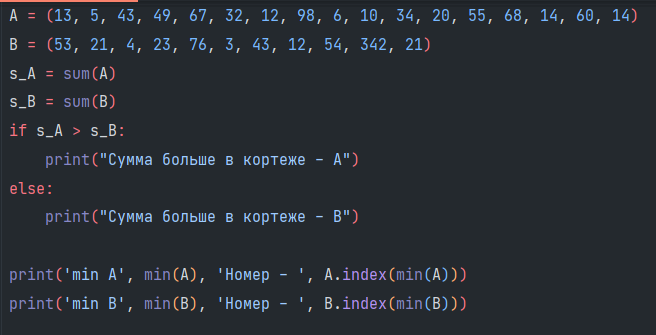 A = (13, 5, 43, 49, 67, 32, 12, 98, 6, 10, 34, 20, 55, 68, 14, 60, 14)
B = (53, 21, 4, 23, 76, 3, 43, 12, 54, 342, 21)
s_A = sum(A)
s_B = sum(B)
if s_A > s_B:
    print("Сумма больше в кортеже - A")
else:
    print("Сумма больше в кортеже - B")

print('min A', min(A), 'Номер - ', A.index(min(A)))
print('min B', min(B), 'Номер - ', B.index(min(B)))